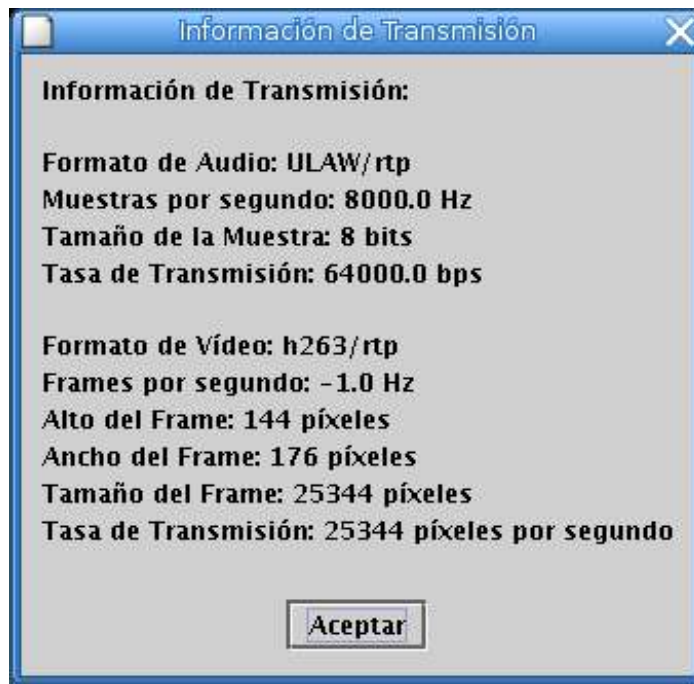 Información de Transmisión
Información de Transmisión:
Formato de Audio: ULAW/rtp
Muestras por segundo: 8000.0 Hz
Tamaño de la Muestra: 8 bits
Tasa de Transmisión: 64000.0 bps
Formato de Vídeo: h263/rtp
Frames por segundo: -1.0 Hz
Alto del Frame: 144 píxeles
Ancho del Frame: 176 píxeles
Tamaño del Frame: 25344 píxeles
Tasa de Transmisión: 25344 píxeles por segundo
Aceptar